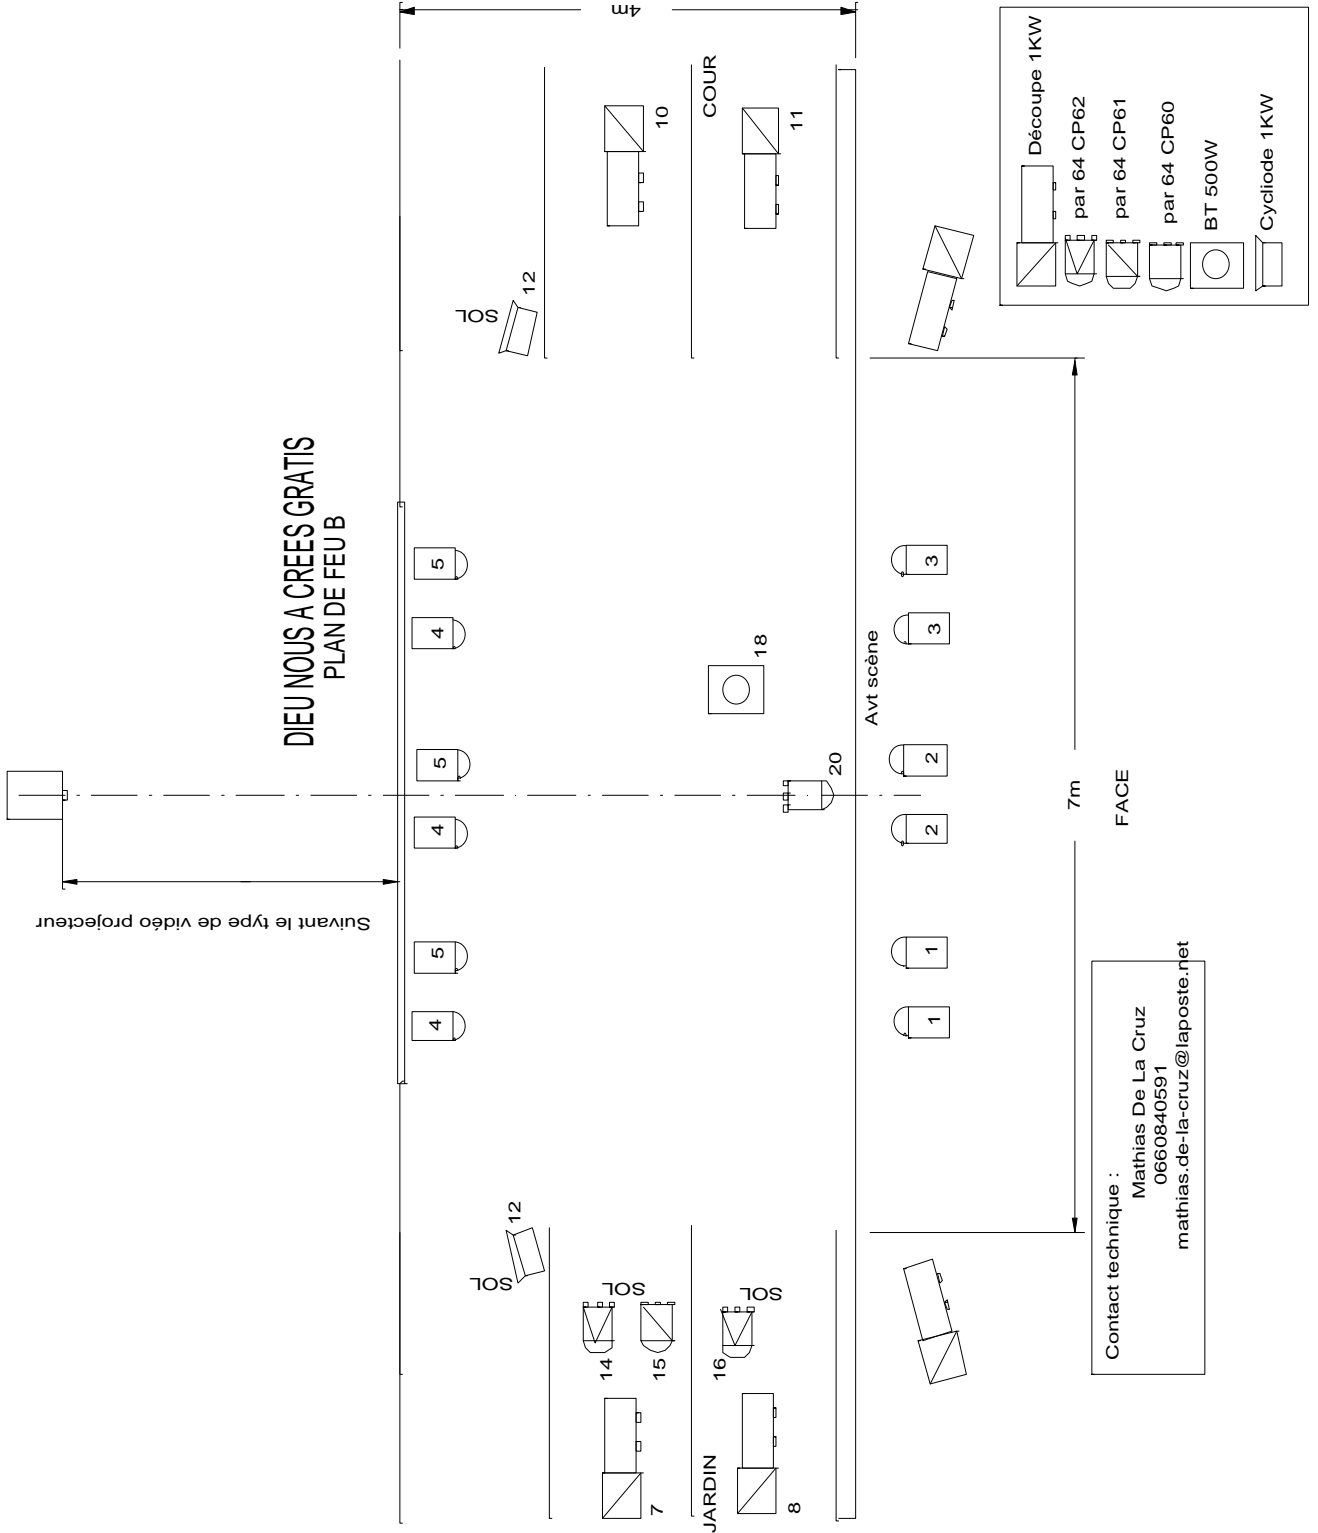 DIEU NOUS A CREES GRATIS
PLAN DE FEU B
Suivant le type de vidéo projecteur
4m
COUR
10
11
12
SOL
5
4
5
4
5
4
18
20
Avt scène
3
3
2
2
1
1
7m
FACE
12
SOL
SOL
SOL
14
15
16
JARDIN
7
8
Découpe 1KW
par 64 CP62
par 64 CP61
par 64 CP60
BT 500W
Cycliode 1KW
Contact technique :
Mathias De La Cruz
0660840591
mathias.de-la-cruz@laposte.net